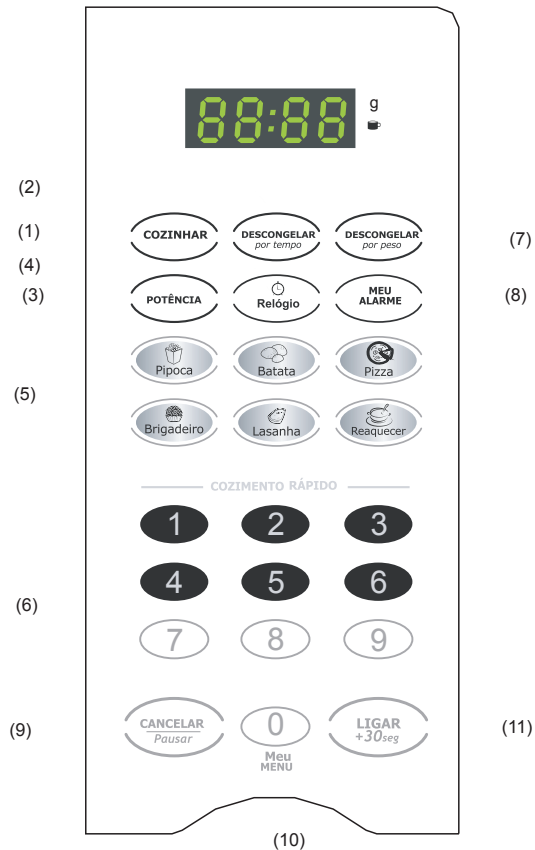 88:88
g
(2)
(1)
COZINHAR
DESCONGELAR
por tempo
DESCONGELAR
por peso
(7)
(4)
(3)
POTÊNCIA
Relógio
MEU
ALARME
(8)
Pipoca
Batata
Pizza
(5)
Brigadeiro
Lasanha
Reaquecer
COZIMENTO RÁPIDO
1
2
3
4
5
6
(6)
7
8
9
(9)
CANCELAR
Pausar
0
Meu
MENU
LIGAR
+30seg
(11)
(10)